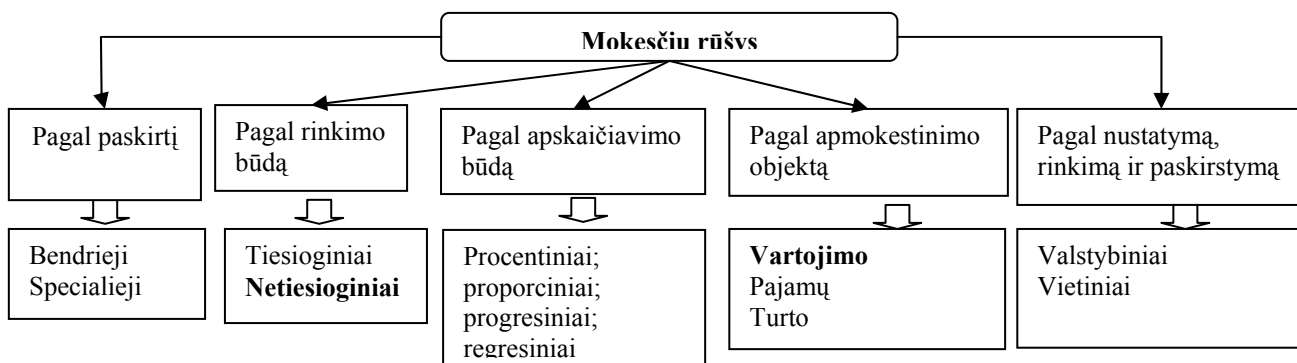 Mokesčių rūšys
Pagal paskirtį
Pagal rinkimo
būdą
Pagal apskaičiavimo
būdą
Pagal apmokestinimo
objektą
Pagal nustatymą,
rinkimą ir paskirstymą
Bendrieji
Specialieji
Tiesioginiai
Netiesioginiai
Procentiniai;
proporciniai;
progresiniai;
regresiniai
Vartojimo
Pajamų
Turto
Valstybiniai
Vietiniai